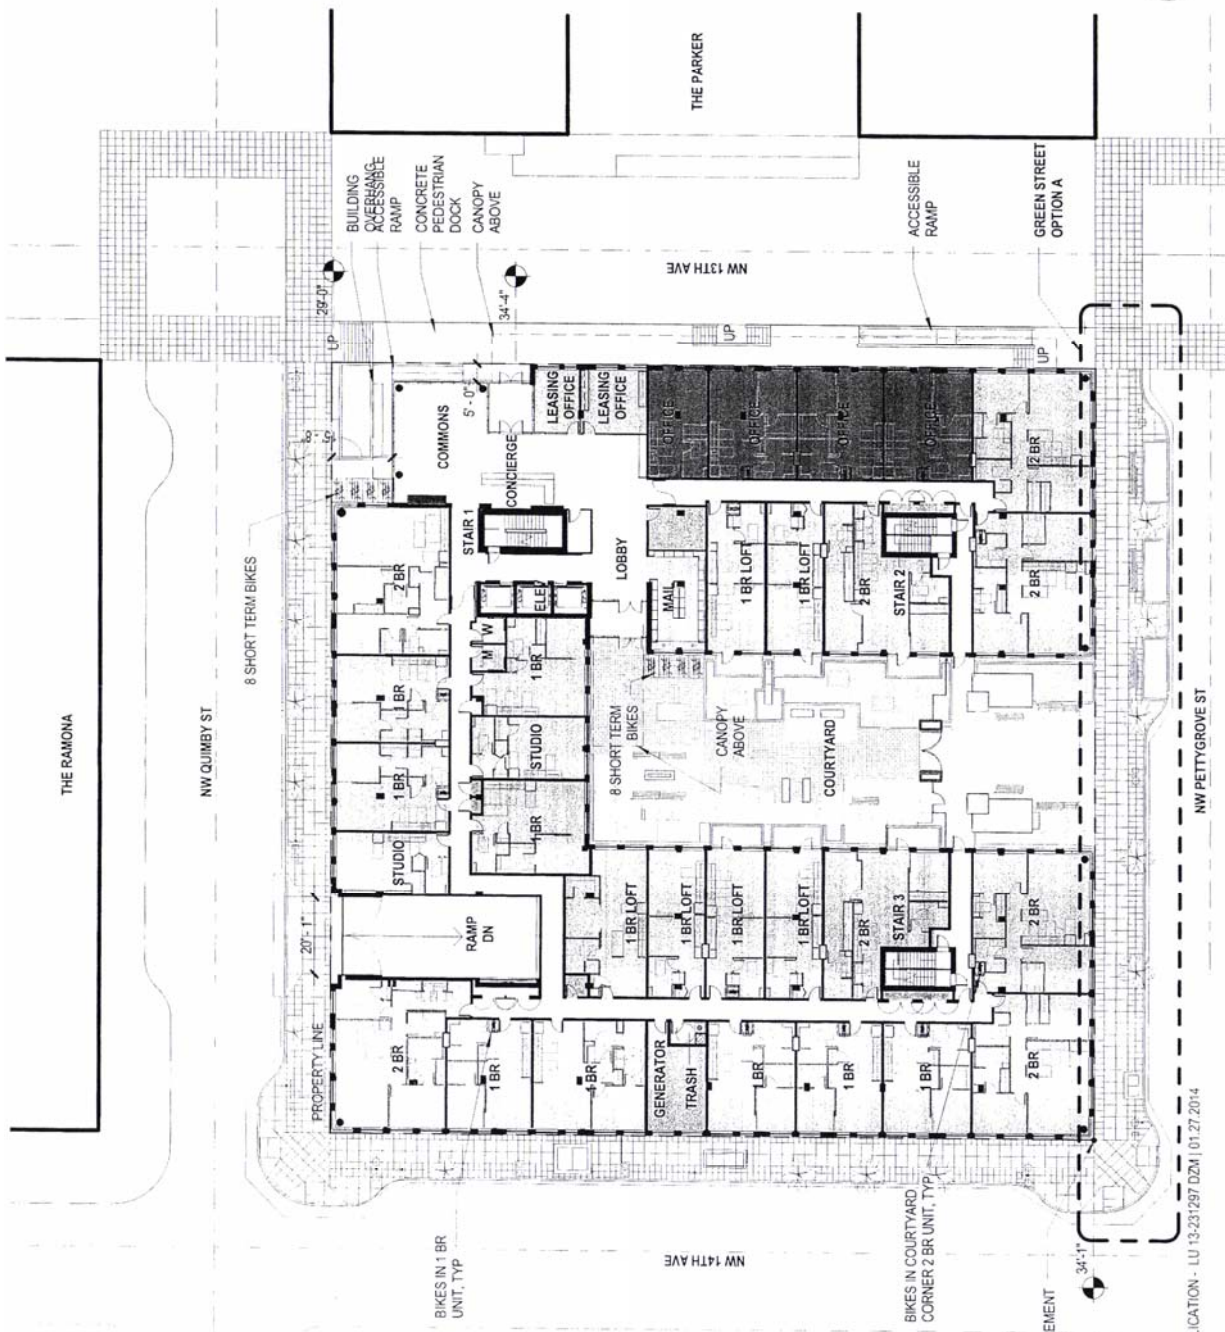 THE RAMONA
NW QUIMBY ST
8 SHORT TERM BIKES
THE PARKER
BUILDING
OVERHANG
ACCESSIBLE
RAMP
CONCRETE
PEDESTRIAN
DOCK
CANOPY
ABOVE
ACCESSIBLE
RAMP
GREEN STREET
OPTION A
NW 13TH AVE
29'-0"
34'-4"
UP
UP
UP
5'-0"
COMMONS
CONCIERGE
LEASING
OFFICE
LEASING
OFFICE
OFFICE
OFFICE
OFFICE
OFFICE
2 BR
2 BR
STAIR 1
ELE
LOBBY
MAIL
1 BR LOFT
1 BR LOFT
2 BR
STAIR 2
2 BR
1 BR
1 BR
STUDIO
M
W
1 BR
STUDIO
1 BR
8 SHORT TERM
BIKES
CANOPY
ABOVE
COURTYARD
20'-1"
RAMP
DN
1 BR LOFT
1 BR LOFT
1 BR LOFT
1 BR LOFT
2 BR
STAIR 3
2 BR
PROPERTY LINE
2 BR
1 BR
1 BR
GENERATOR
TRASH
1 BR
1 BR
1 BR
2 BR
BIKES IN 1 BR
UNIT, TYP
NW 14TH AVE
BIKES IN COURTYARD
CORNER 2 BR UNIT, TYP
34'-1"
EMENT
NW PETTYGROVE ST
LICATION - LU 13-231297 DZM | 01.27.2014